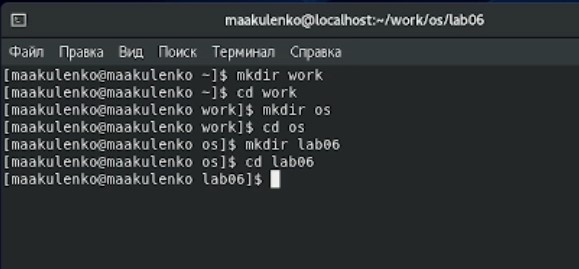 maakulenko@localhost:~/work/os/lab06
Файл Правка Вид Поиск Терминал Справка
[maakulenko@maakulenko ~]$ mkdir work
[maakulenko@maakulenko ~]$ cd work
[maakulenko@maakulenko work]$ mkdir os
[maakulenko@maakulenko work]$ cd os
[maakulenko@maakulenko os]$ mkdir lab06
[maakulenko@maakulenko os]$ cd lab06
[maakulenko@maakulenko lab06]$